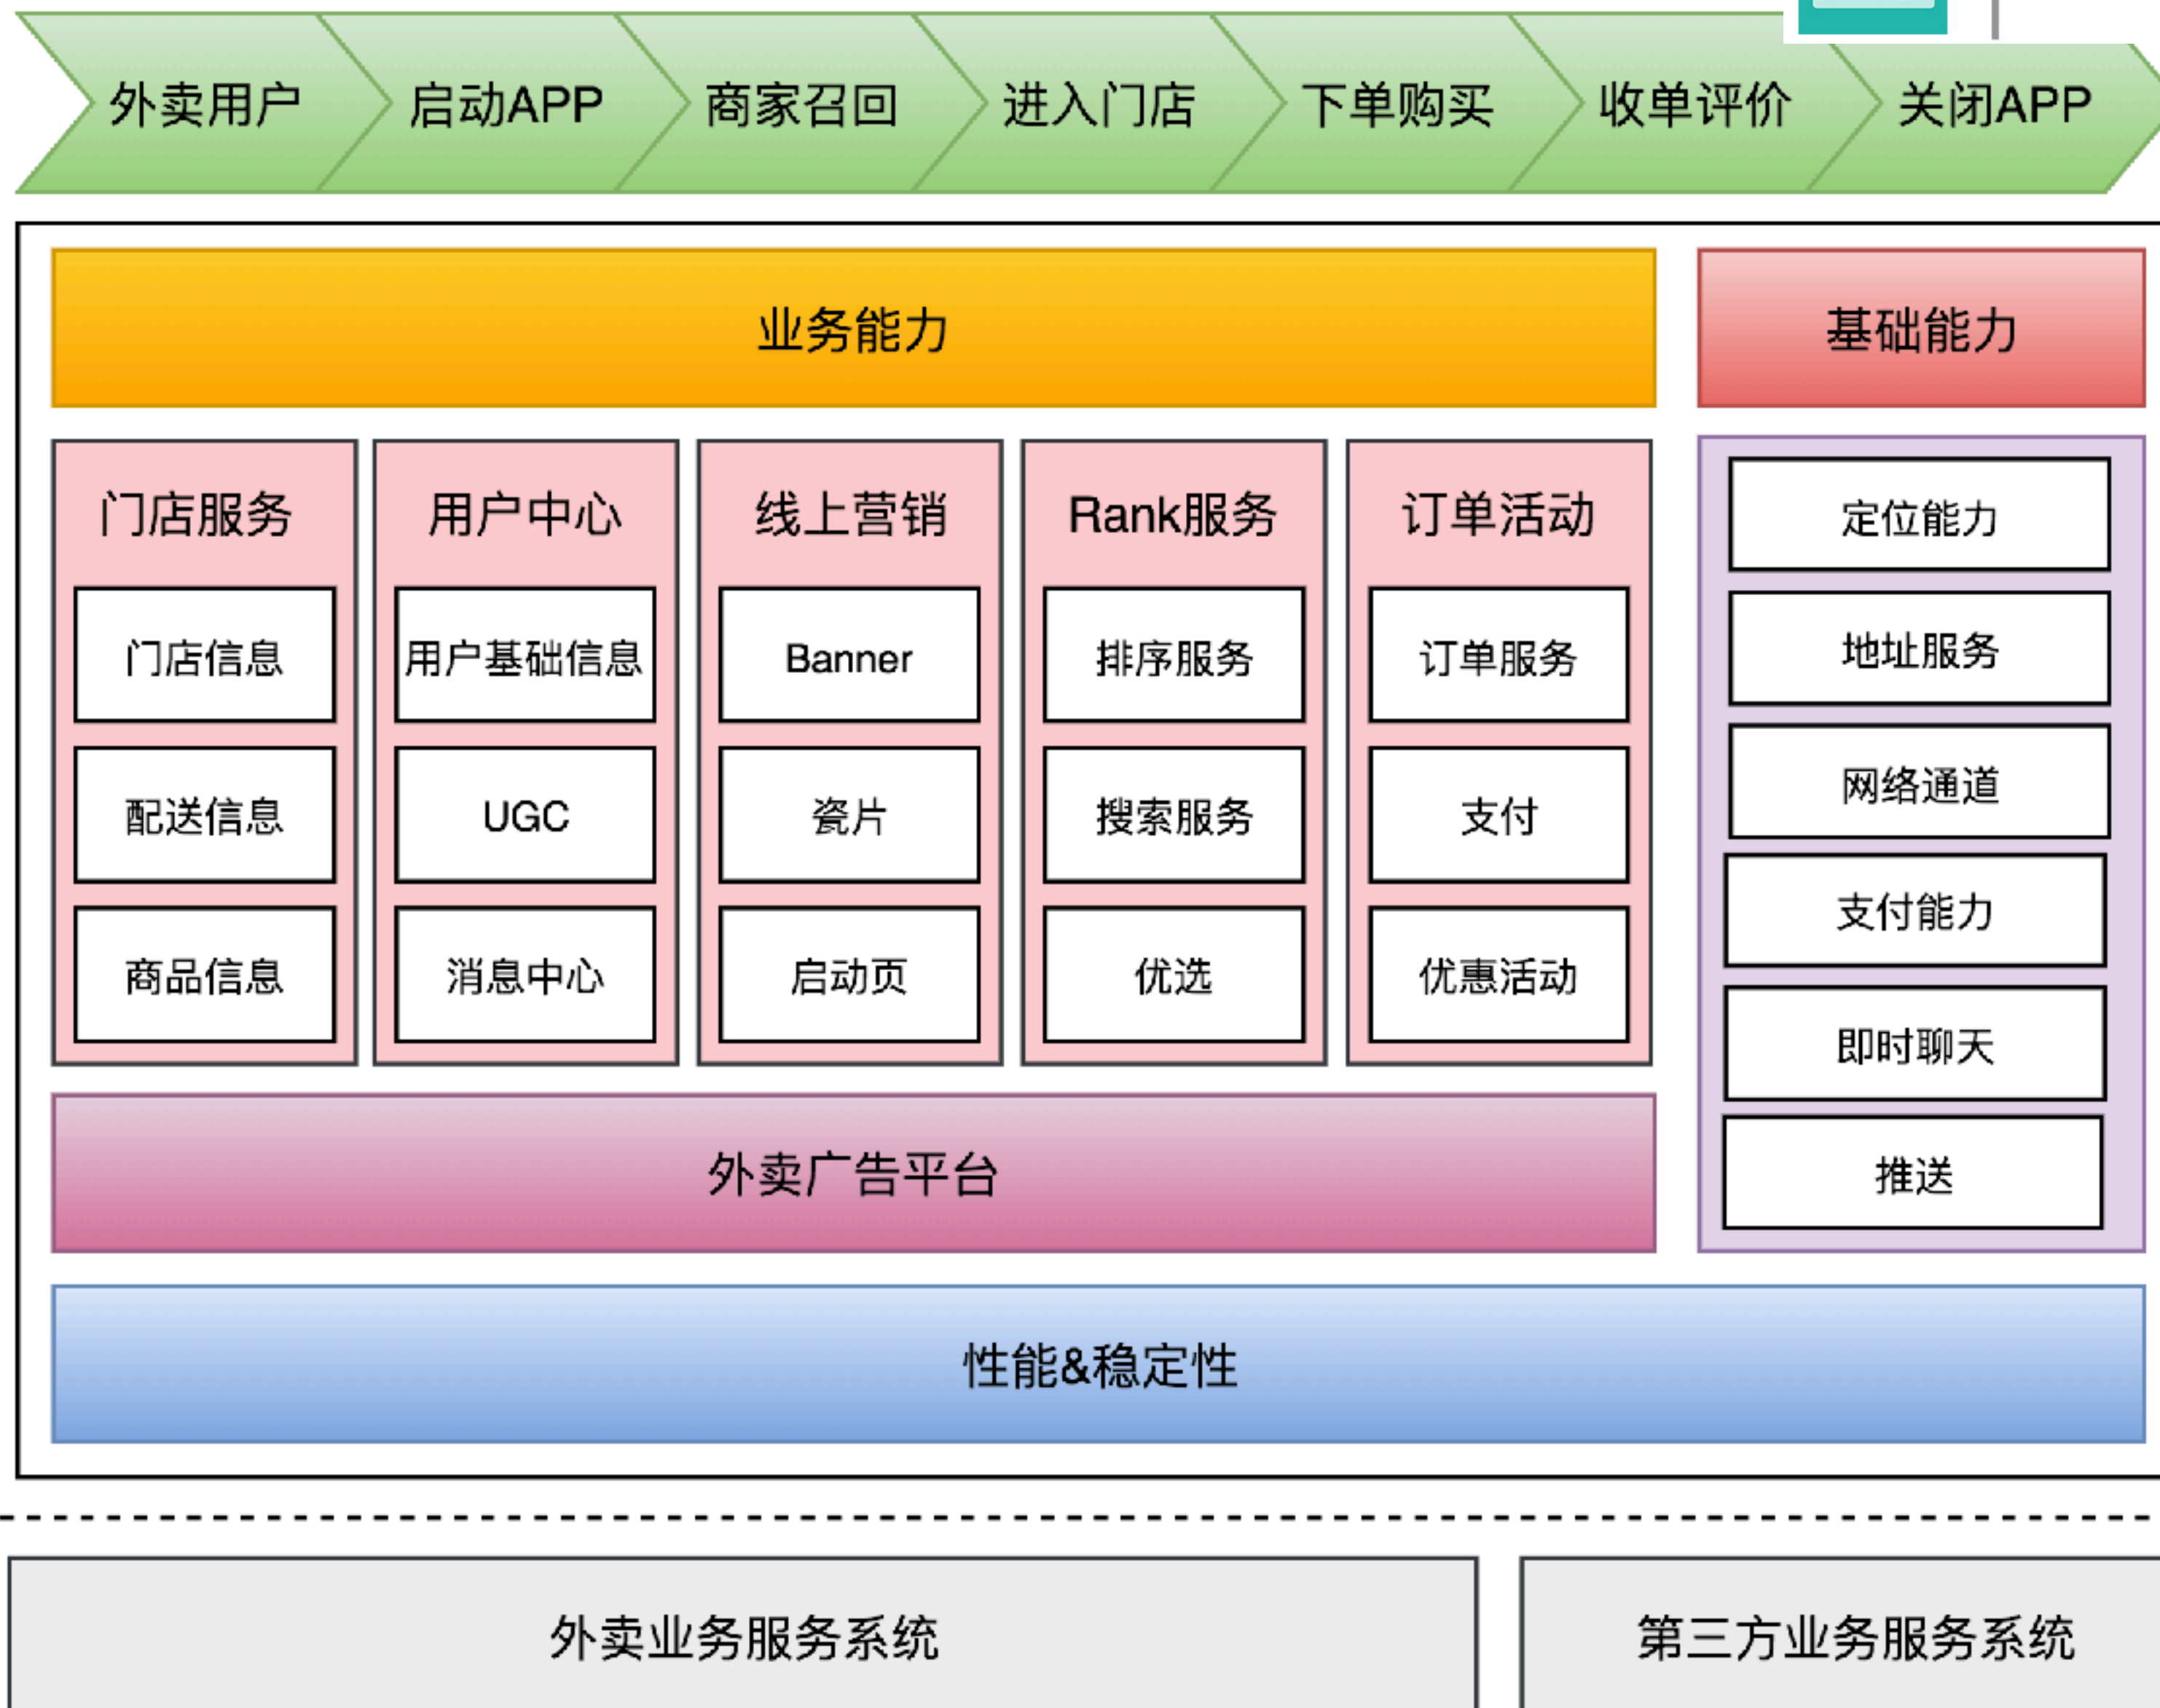 外卖用户
启动APP
商家召回
进入门店
下单购买
收单评价
关闭APP
业务能力
基础能力
门店服务
门店信息
配送信息
商品信息
用户中心
用户基础信息
UGC
消息中心
线上营销
Banner
瓷片
启动页
Rank服务
排序服务
搜索服务
优选
订单活动
订单服务
支付
优惠活动
定位能力
地址服务
网络通道
支付能力
即时聊天
推送
外卖广告平台
性能&稳定性
外卖业务服务系统
第三方业务服务系统